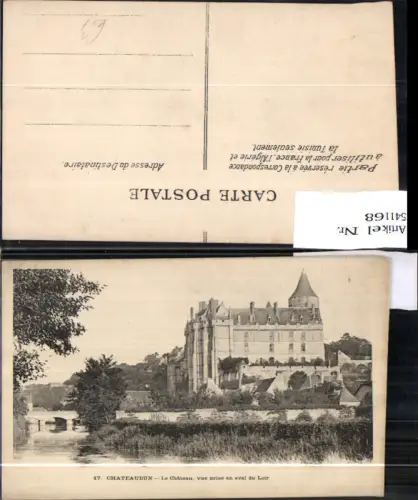 CARTE POSTALE
Partie réservée à la Correspondance
à utiliser pour la France, l'Algérie et
la Tunisie seulement.
Adresse du Destinataire.
Artikel Nr.
541168
47. CHATEAUDUN - Le Château, vue prise en aval du Loir